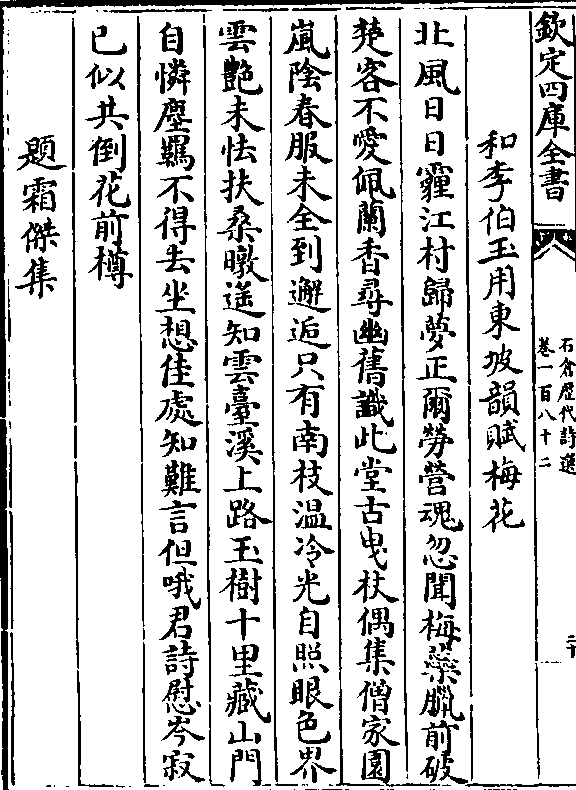 欽定四庫全書
石倉歷代詩選
卷一百八十二
二十
和李伯玉用東坡韻賦梅花
北風日日霾江村歸夢正爾勞營魂忽聞梅蘂臘前破
楚客不愛佩蘭香尋幽舊識此堂古曳杖偶集僧家園
嵐陰春服未全到邂逅只有南枝温冷光自照眼色界
雲艷未怯扶桑暾遥知雲臺溪上路玉樹十里藏山門
自憐塵羈不得去坐想佳處知難言但哦君詩慰岑寂
已似共倒花前樽
題霜傑集